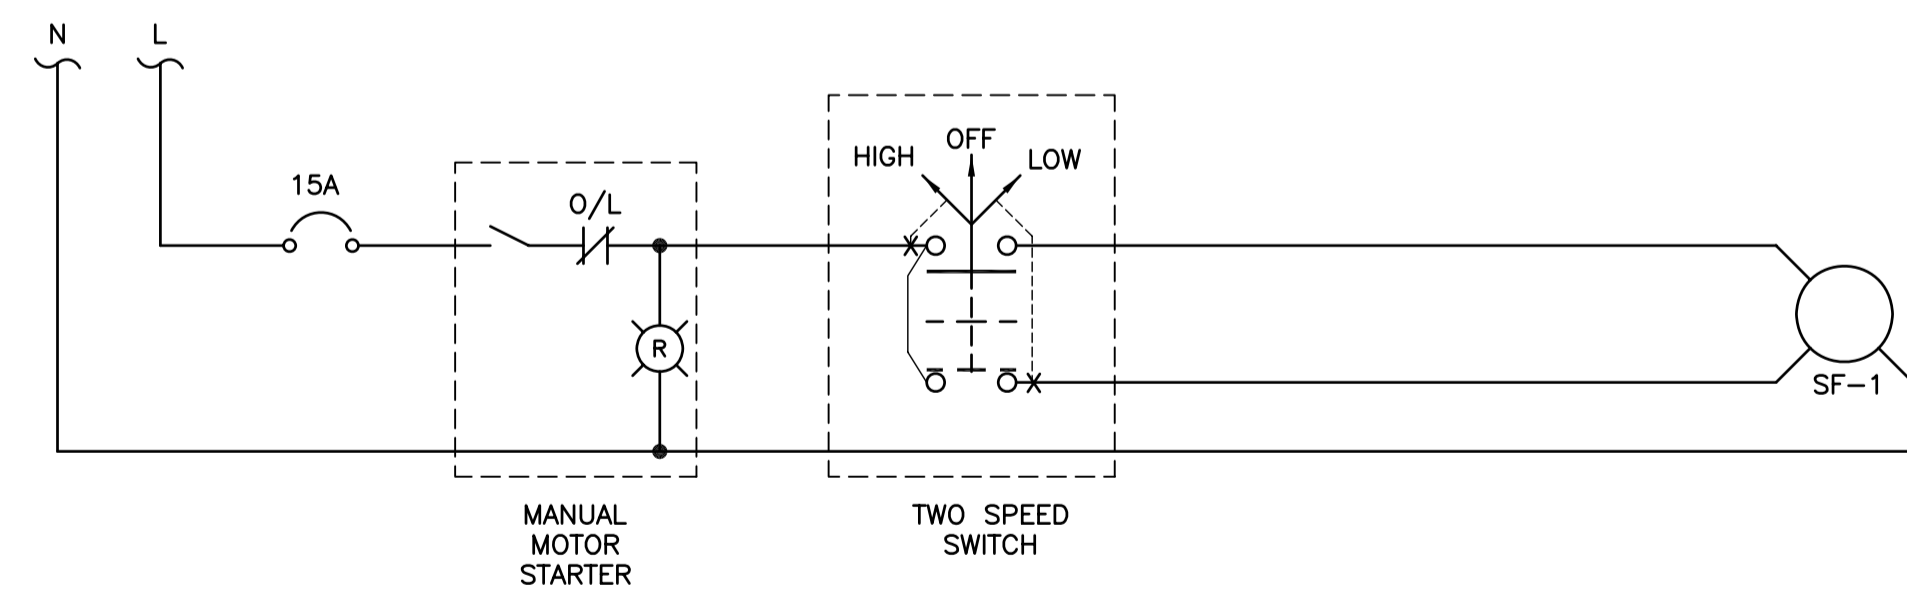 N
L
15A
O/L
R
HIGH
OFF
LOW
SF-1
MANUAL
MOTOR
STARTER
TWO SPEED
SWITCH